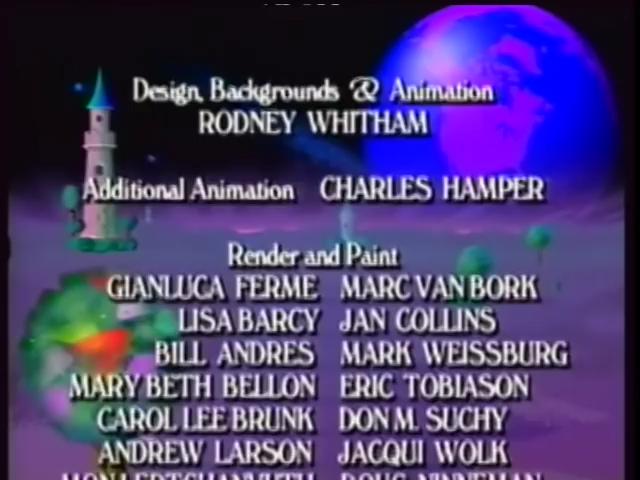 Design, Backgrounds & Animation
RODNEY WHITHAM
Additional Animation CHARLES HAMPER
Render and Paint
GIANLUCA FERME MARC VAN BORK
LISA BARCY JAN COLLINS
BILL ANDRES MARK WEISSBURG
MARY BETH BELLON ERIC TOBIASON
CAROL LEE BRUNK DON M. SUCHY
ANDREW LARSON JACQUI WOLK
DOUG NINNEMAN